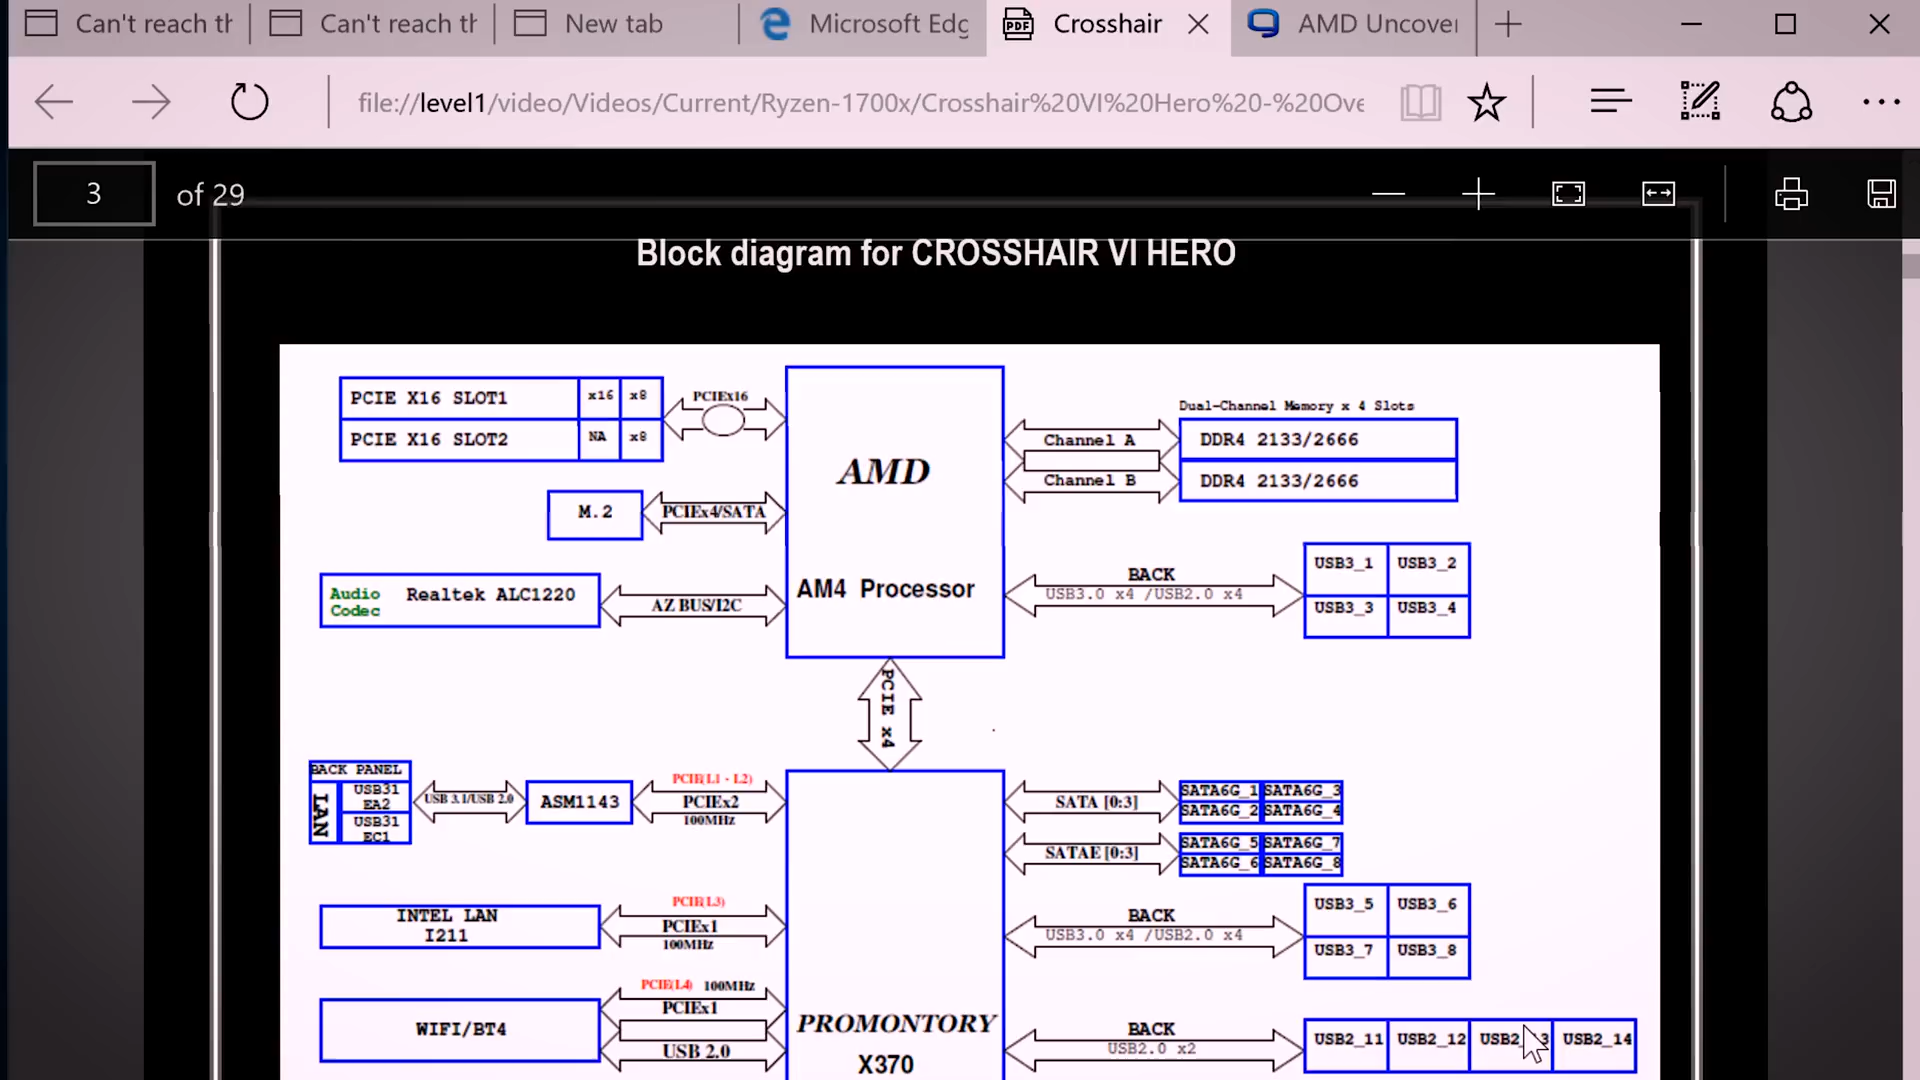 Can't reach th
Can't reach th
New tab
Microsoft Edg
PDF
Crosshair
AMD Uncover
file://level1/video/Videos/Current/Ryzen-1700x/Crosshair%20VI%20Hero%20-%20Ove
3 of 29
Block diagram for CROSSHAIR VI HERO
PCIE X16 SLOT1 x16 x8
PCIE X16 SLOT2 NA x8
PCIEx16
AMD
AM4 Processor
Dual-Channel Memory x 4 Slots
Channel A
DDR4 2133/2666
Channel B
DDR4 2133/2666
M.2
PCIEx4/SATA
BACK
USB3.0 x4 /USB2.0 x4
USB3_1 USB3_2
USB3_3 USB3_4
Audio
Codec
Realtek ALC1220
AZ BUS/I2C
PCIE x4
BACK PANEL
LAN
USB31
EA2
USB31
EC1
USB 3.1/USB 2.0
ASM1143
PCIE(L1 - L2)
PCIEx2
100MHz
SATA [0:3]
SATA6G_1 SATA6G_3
SATA6G_2 SATA6G_4
SATAE [0:3]
SATA6G_5 SATA6G_7
SATA6G_6 SATA6G_8
INTEL LAN
I211
PCIE(L3)
PCIEx1
100MHz
BACK
USB3.0 x4 /USB2.0 x4
USB3_5 USB3_6
USB3_7 USB3_8
WIFI/BT4
PCIE(L4) 100MHz
PCIEx1
USB 2.0
PROMONTORY
X370
BACK
USB2.0 x2
USB2_11 USB2_12 USB2_14